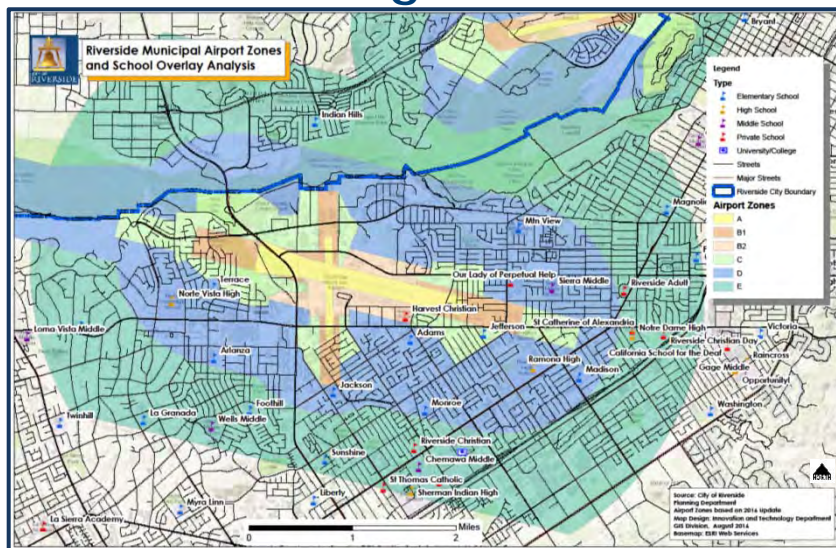 Riverside Municipal Airport Zones
and School Overlay Analysis
RIVERSIDE
Bryant
Legend
Type
Elementary School
High School
Middle School
Private School
University/College
Streets
Major Streets
Riverside City Boundary
Airport Zones
A
B1
B2
C
D
E
Indian Hills
Magnolia
Mtn View
Terrace
Norte Vista High
Our Lady of Perpetual Help
Sierra Middle
Riverside Adult
Harvest Christian
Loma Vista Middle
Adams
Jefferson
St Catherine of Alexandria
Notre Dame High
Victoria
Riverside Christian Day
California School for the Deaf
Raincross
Arlanza
Ramona High
Gage Middle
Madison
Opportunity1
Jackson
Monroe
Foothill
Washington
Twinhill
La Granada
Wells Middle
Riverside Christian
Sunshine
Chemawa Middle
St Thomas Catholic
Sherman Indian High
Liberty
Myra Linn
La Sierra Academy
0 1 2
Miles
NORTH
Source: City of Riverside
Planning Department
Airport Zones based on 2016 Update
Map Design: Innovation and Technology Department
GIS Division, August 2016
Basemap: ESRI Web Services